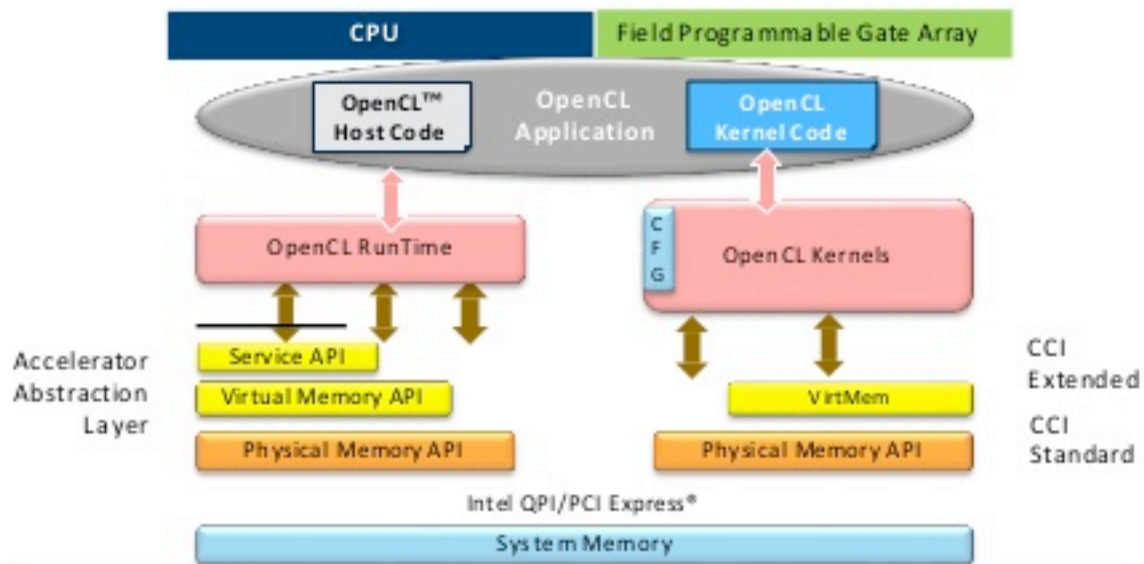 CPU
Field Programmable Gate Array
OpenCL™
Host Code
OpenCL
Application
OpenCL
Kernel Code
OpenCL RunTime
C
F
G
OpenCL Kernels
Accelerator
Abstraction
Layer
Service API
Virtual Memory API
Physical Memory API
VirtMem
Physical Memory API
CCI
Extended
CCI
Standard
Intel QPI/PCI Express®
System Memory